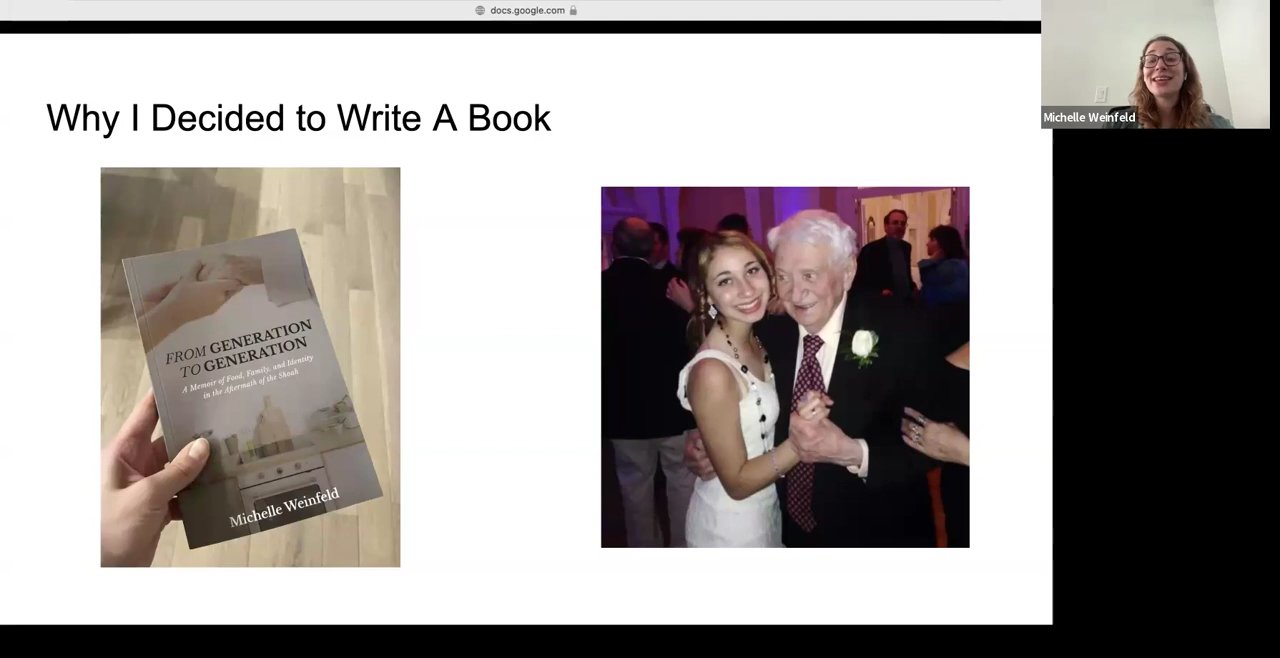 docs.google.com
Why I Decided to Write A Book
Michelle Weinfeld
FROM GENERATION
TO GENERATION
A Memoir of Food, Family, and Identity
in the Aftermath of the Shoah
Michelle Weinfeld